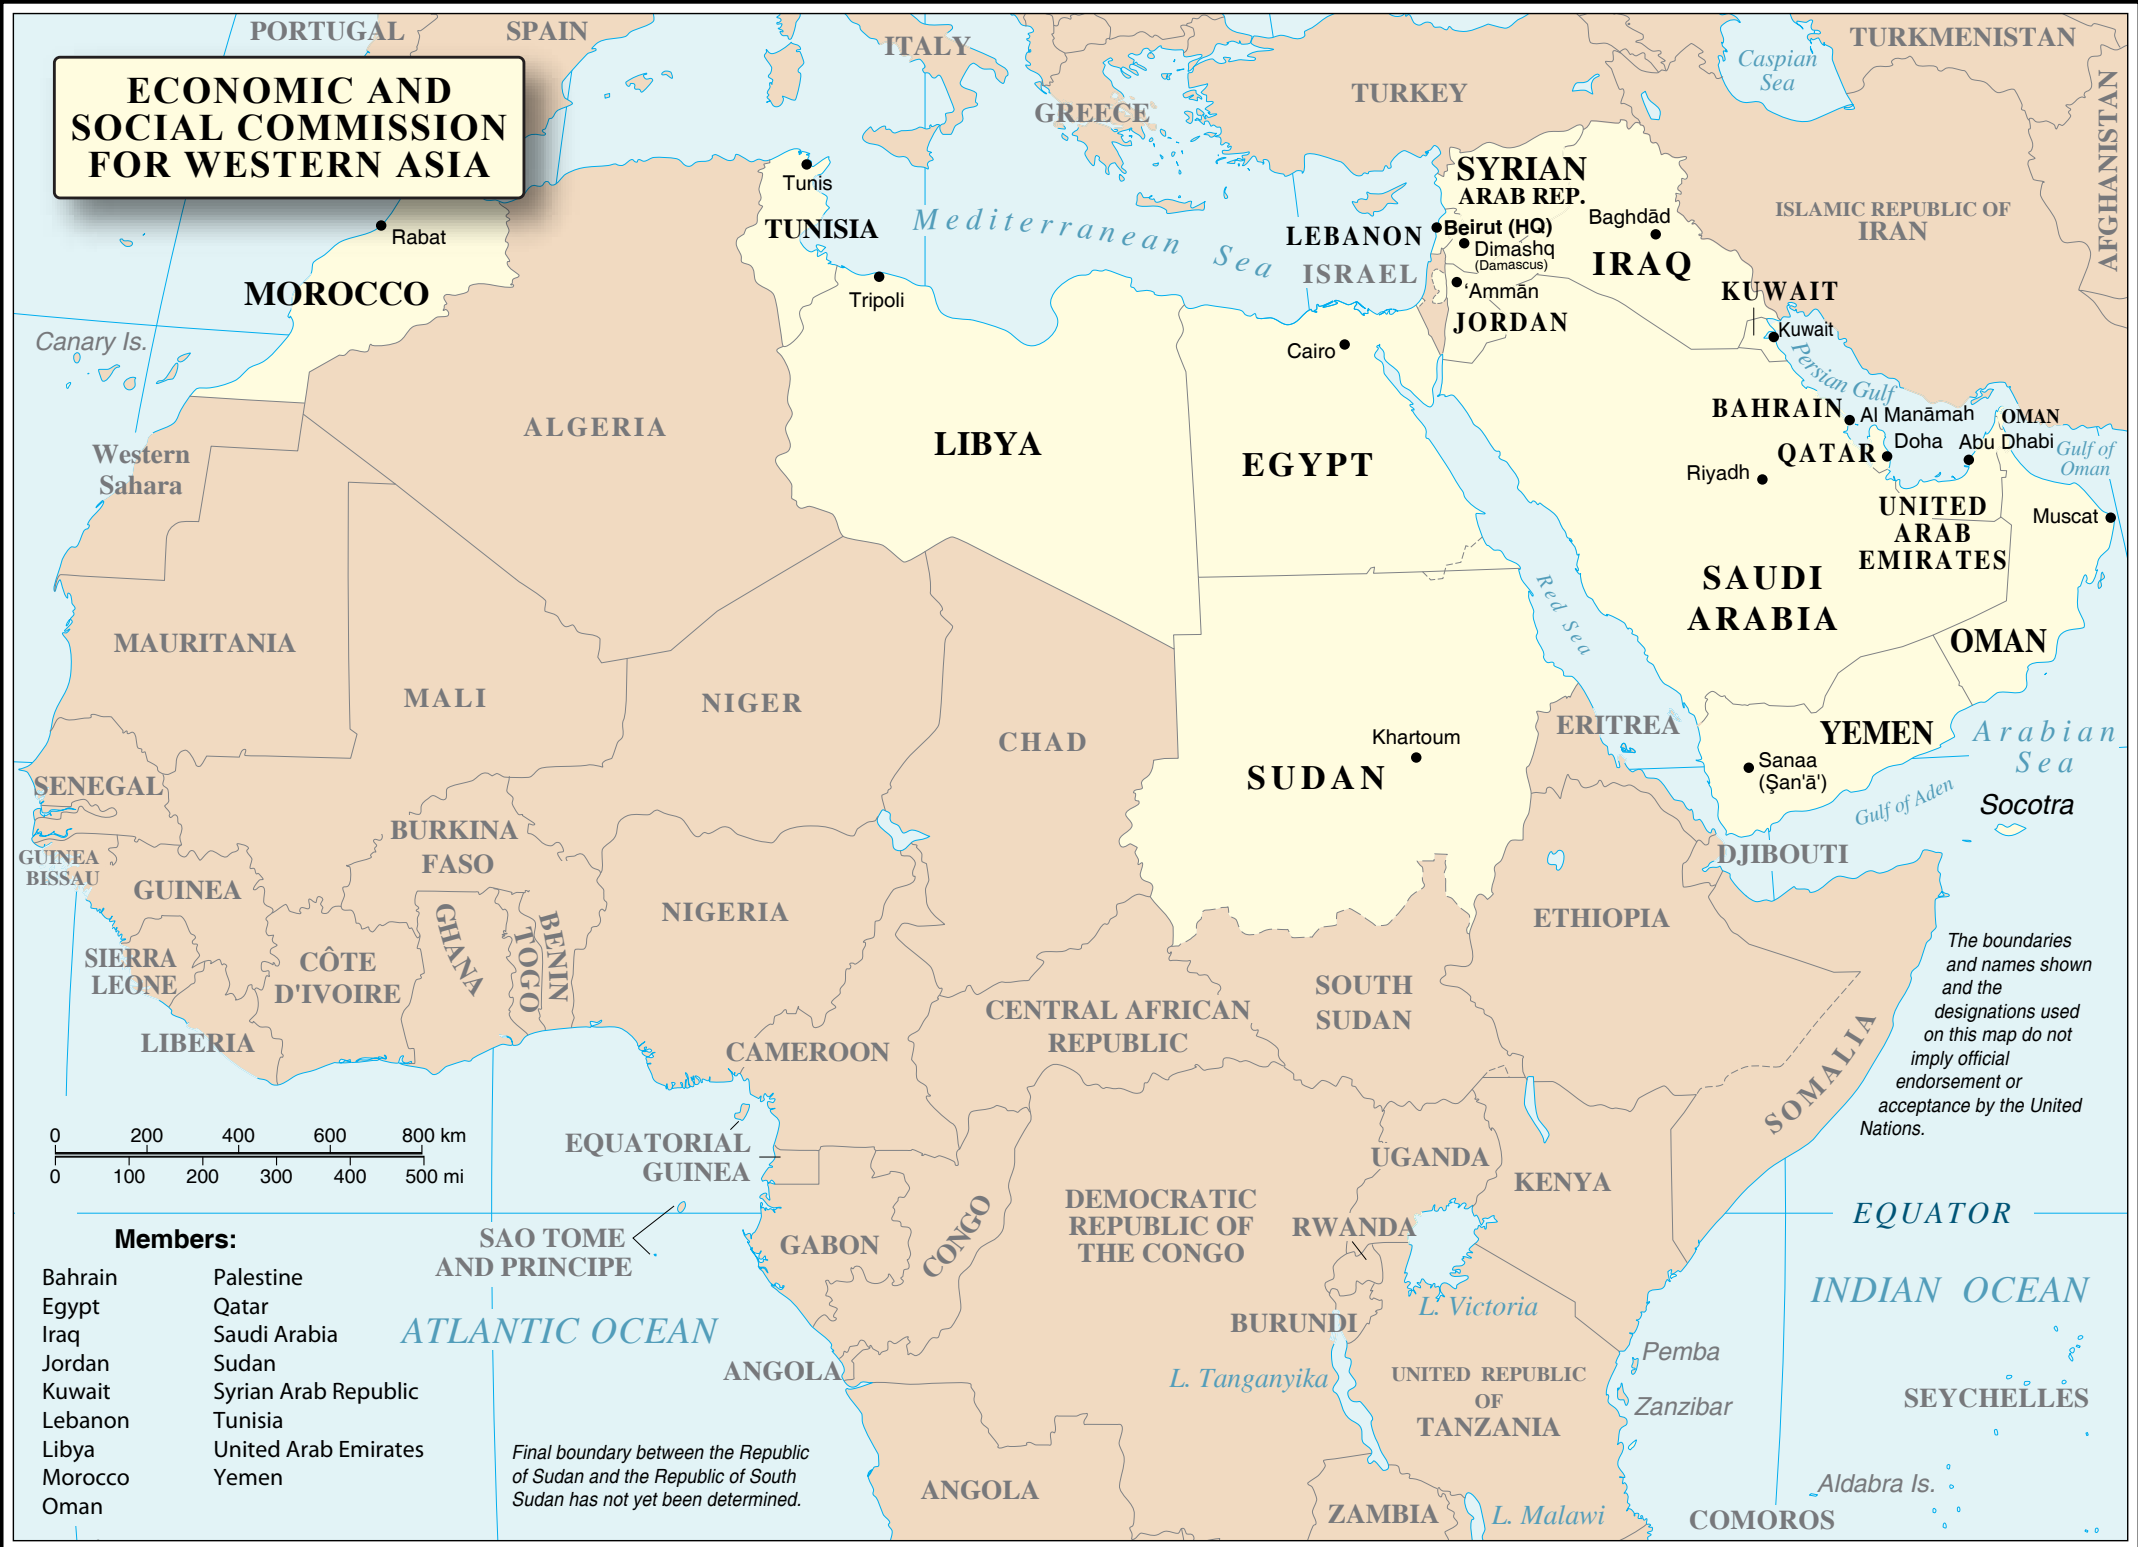 PORTUGAL
SPAIN
ITALY
GREECE
TURKEY
Caspian
Sea
TURKMENISTAN
AFGHANISTAN
ECONOMIC AND
SOCIAL COMMISSION
FOR WESTERN ASIA
Tunis
TUNISIA
Rabat
MOROCCO
Tripoli
Mediterranean Sea
SYRIAN
ARAB REP.
LEBANON
Beirut (HQ)
Dimashq
(Damascus)
ISRAEL
'Ammān
JORDAN
Baghdād
IRAQ
ISLAMIC REPUBLIC OF
IRAN
KUWAIT
Kuwait
Persian Gulf
Canary Is.
Cairo
ALGERIA
LIBYA
EGYPT
Western
Sahara
BAHRAIN
Al Manāmah
OMAN
QATAR
Doha
Abu Dhabi
Gulf of
Oman
Riyadh
UNITED
ARAB
EMIRATES
Muscat
SAUDI
ARABIA
Red Sea
OMAN
MAURITANIA
MALI
NIGER
CHAD
Khartoum
SUDAN
ERITREA
YEMEN
Sanaa
(Şan'ā')
Arabian
Sea
Gulf of Aden
Socotra
SENEGAL
GUINEA
BISSAU
GUINEA
BURKINA
FASO
SIERRA
LEONE
LIBERIA
CÔTE
D'IVOIRE
GHANA
TOGO
BENIN
NIGERIA
DJIBOUTI
ETHIOPIA
SOUTH
SUDAN
CENTRAL AFRICAN
REPUBLIC
CAMEROON
SOMALIA
The boundaries
and names shown
and the
designations used
on this map do not
imply official
endorsement or
acceptance by the United
Nations.
0 200 400 600 800 km
0 100 200 300 400 500 mi
EQUATORIAL
GUINEA
SAO TOME
AND PRINCIPE
GABON
CONGO
DEMOCRATIC
REPUBLIC OF
THE CONGO
UGANDA
KENYA
RWANDA
BURUNDI
L. Victoria
EQUATOR
INDIAN OCEAN
ATLANTIC OCEAN
ANGOLA
L. Tanganyika
UNITED REPUBLIC
OF
TANZANIA
Pemba
Zanzibar
SEYCHELLES
Aldabra Is.
COMOROS
ANGOLA
ZAMBIA
L. Malawi
Members:
Bahrain
Egypt
Iraq
Jordan
Kuwait
Lebanon
Libya
Morocco
Oman
Palestine
Qatar
Saudi Arabia
Sudan
Syrian Arab Republic
Tunisia
United Arab Emirates
Yemen
Final boundary between the Republic
of Sudan and the Republic of South
Sudan has not yet been determined.